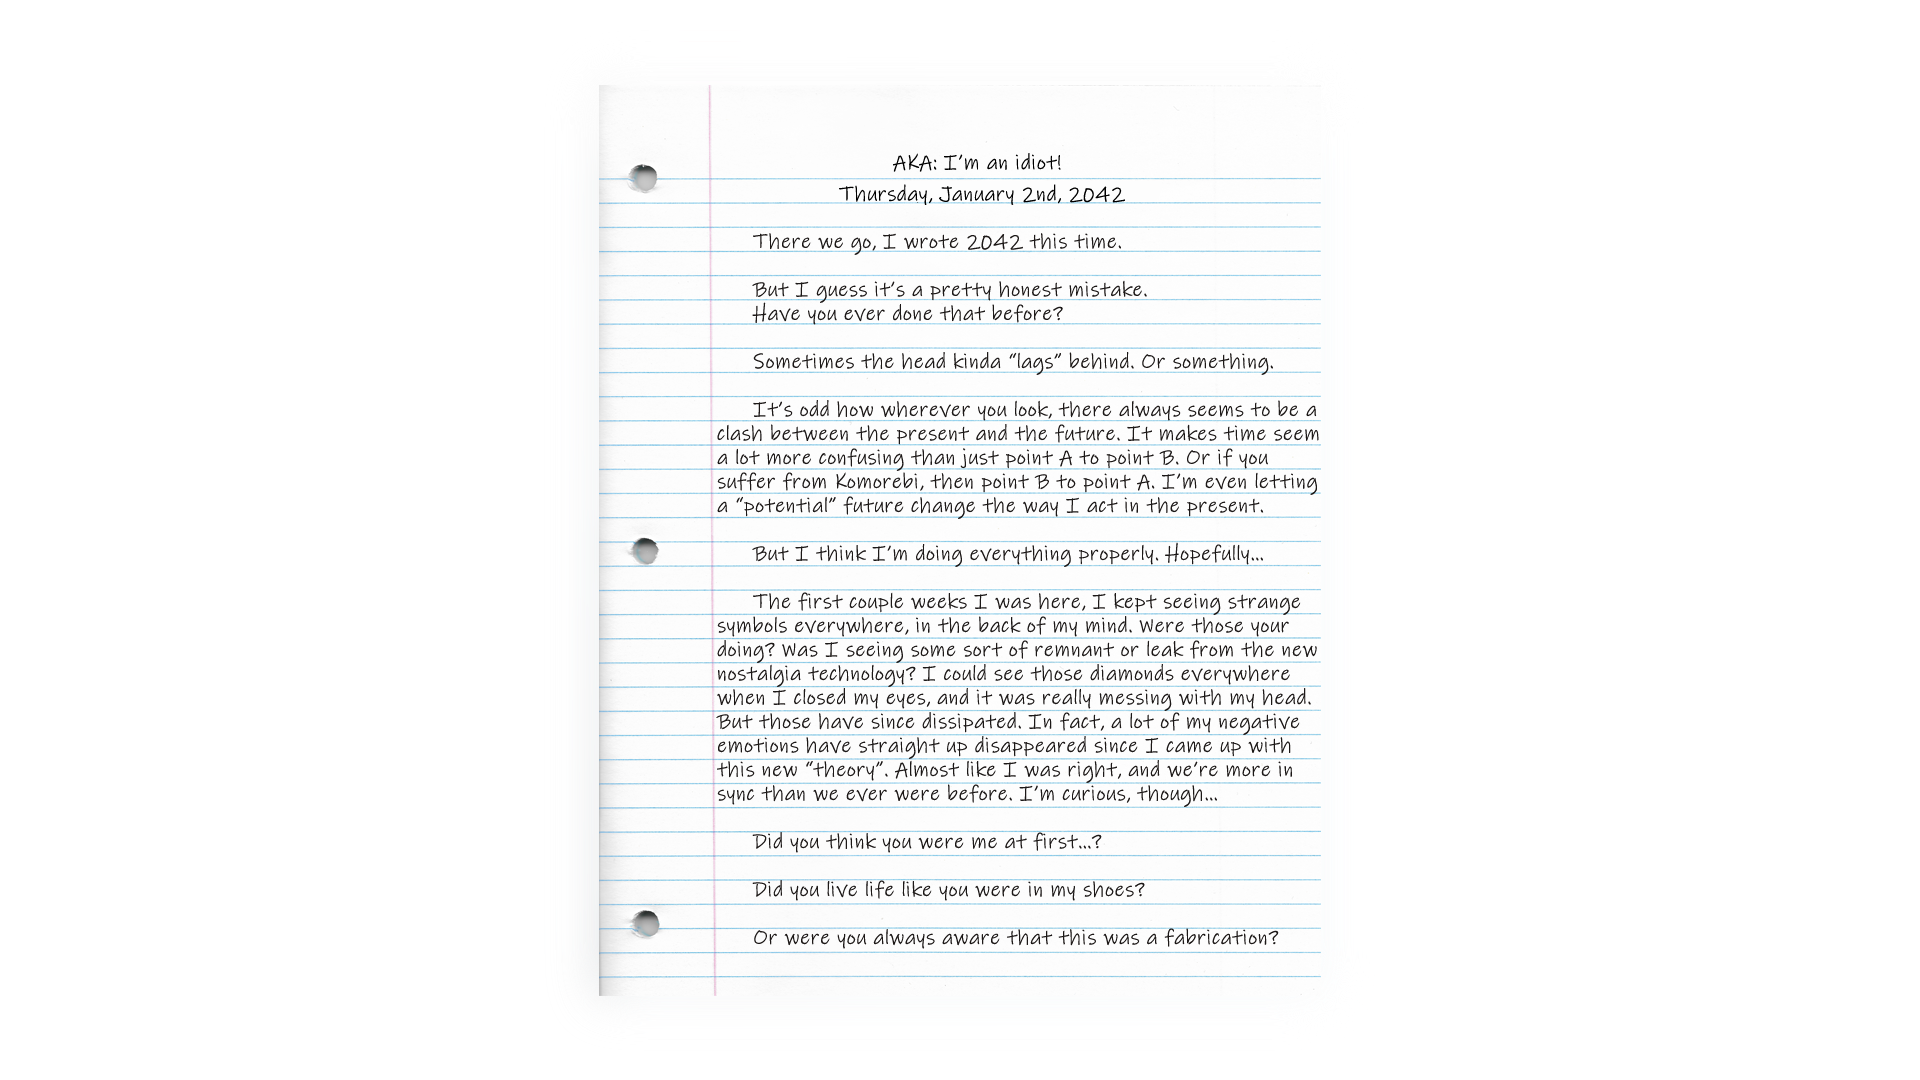 AKA: I'm an idiot!
Thursday, January 2nd, 2042
There we go, I wrote 2042 this time.
But I guess it's a pretty honest mistake.
Have you ever done that before?
Sometimes the head kinda "lags" behind. Or something.
It's odd how wherever you look, there always seems to be a
clash between the present and the future. It makes time seem
a lot more confusing than just point A to point B. Or if you
suffer from Komorebi, then point B to point A. I'm even letting
a "potential" future change the way I act in the present.
But I think I'm doing everything properly. Hopefully...
The first couple weeks I was here, I kept seeing strange
symbols everywhere, in the back of my mind. Were those your
doing? Was I seeing some sort of remnant or leak from the new
nostalgia technology? I could see those diamonds everywhere
when I closed my eyes, and it was really messing with my head.
But those have since dissipated. In fact, a lot of my negative
emotions have straight up disappeared since I came up with
this new "theory". Almost like I was right, and we're more in
sync than we ever were before. I'm curious, though...
Did you think you were me at first...?
Did you live life like you were in my shoes?
Or were you always aware that this was a fabrication?